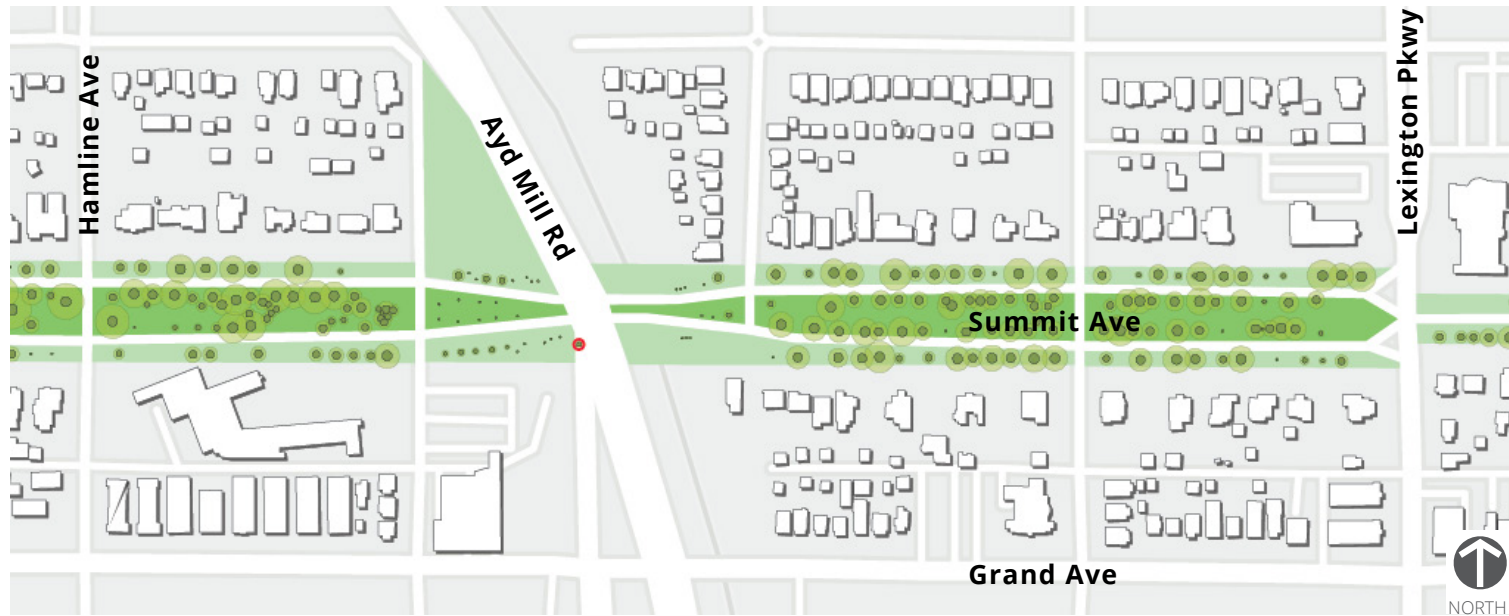 Hamline Ave
Ayd Mill Rd
Lexington Pkwy
Summit Ave
Grand Ave
NORTH